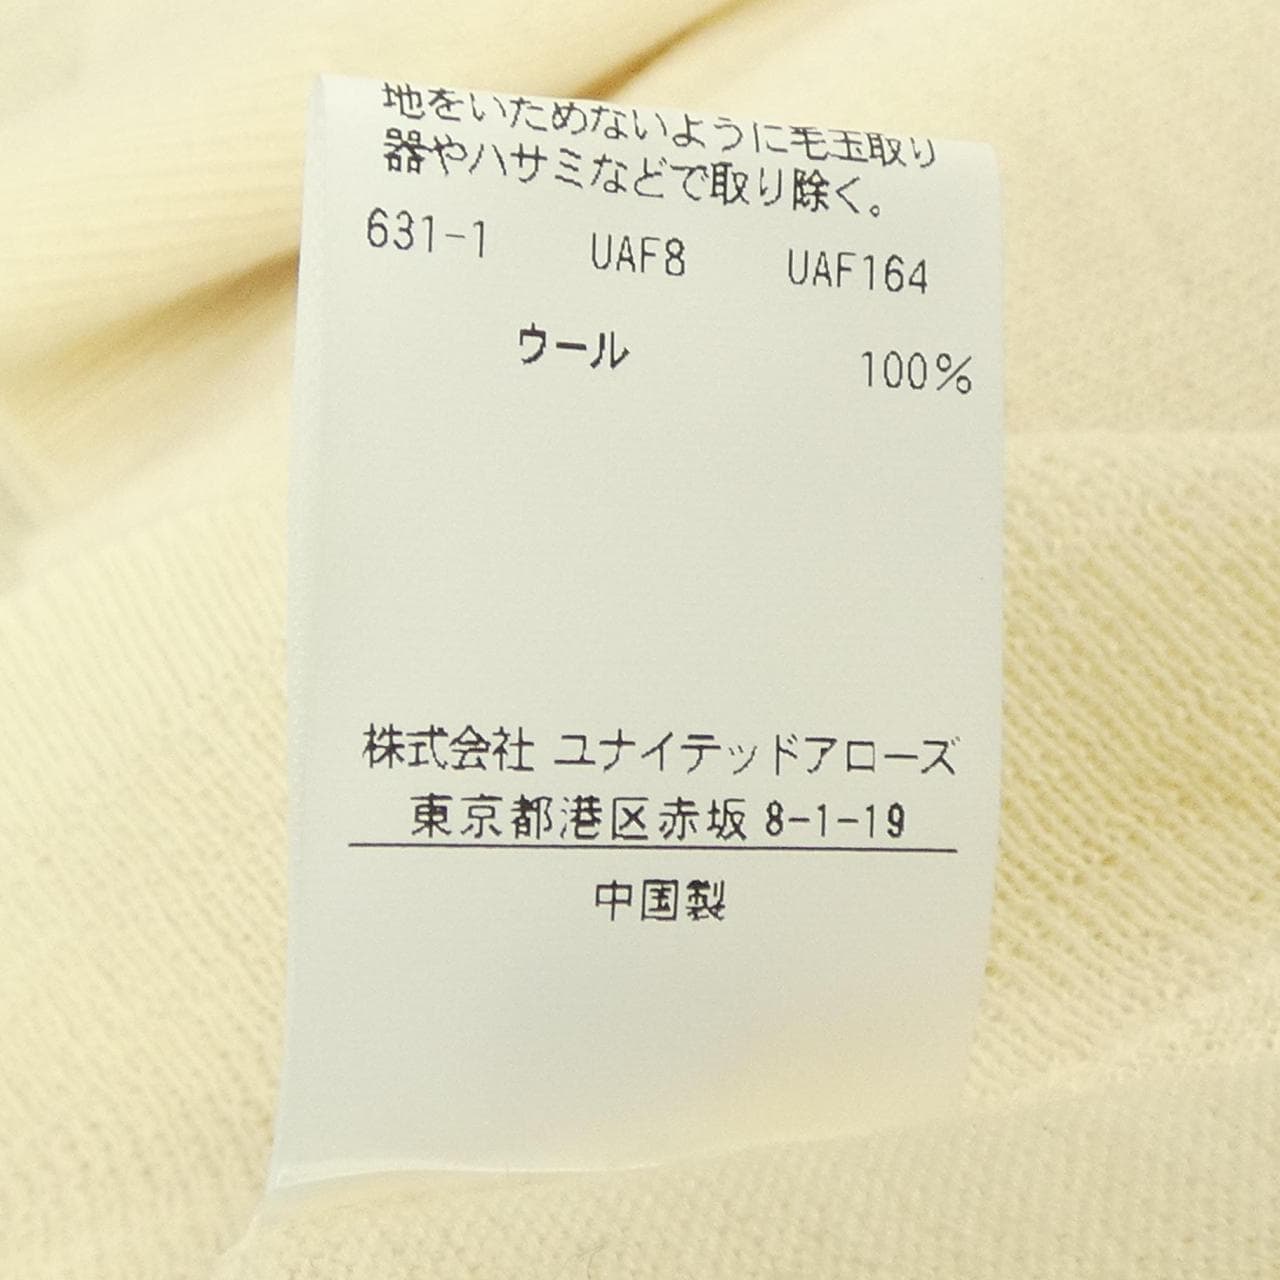 地をいためないように毛玉取り
器やハサミなどで取り除く。
631-1 UAF8 UAF164
ウール 100%
株式会社 ユナイテッドアローズ
東京都港区赤坂 8-1-19
中国製